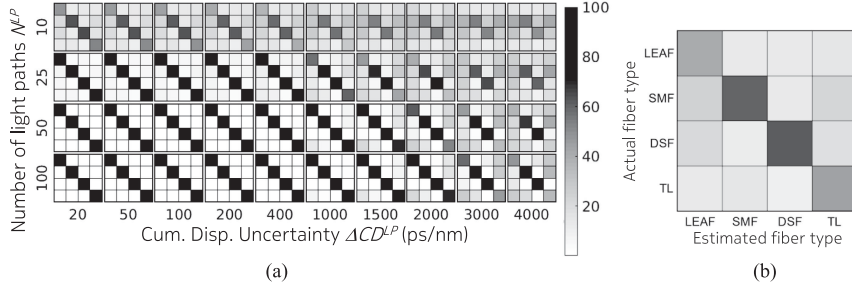 Number of light paths N^LP
10
25
50
100
20 50 100 200 400 1000 1500 2000 3000 4000
Cum. Disp. Uncertainty ΔCD^LP (ps/nm)
100
80
60
40
20
(a)
Actual fiber type
LEAF
SMF
DSF
TL
LEAF SMF DSF TL
Estimated fiber type
(b)